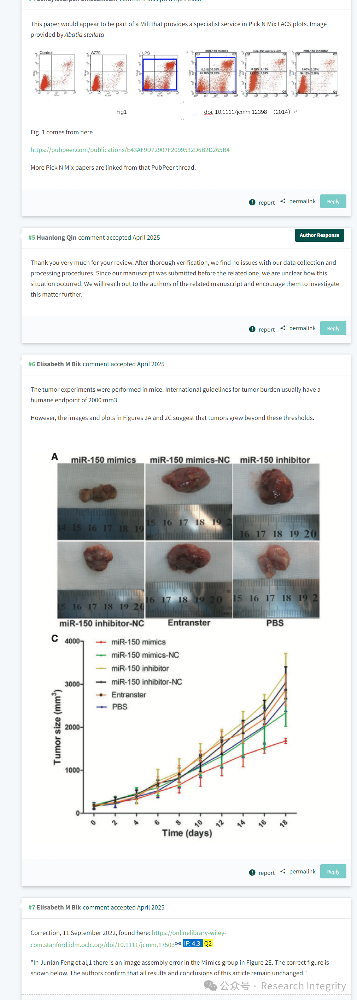 #4 Condylocarpon amazonicum comment accepted April 2025
This paper would appear to be part of a Mill that provides a specialist service in Pick N Mix FACS plots. Image
provided by Abatia stellata
Control
A779
LPS
miR-150 mimics
miR-150 mimics-NC
miR-150 inhibitor
Q1 Q2
Q1 Q2
Q1 Q2
0.01% 30.20%
6.11%
0.00% 3.27%
45.10% 24.70%
3.16%
94.15% 2.58%
Fig1
doi: 10.1111/jcmm.12398 （2014）
Fig. 1 comes from here
https://pubpeer.com/publications/E43AF9D72907F2099532D6B2D265B4
More Pick N Mix papers are linked from that PubPeer thread.
report permalink Reply
#5 Huanlong Qin comment accepted April 2025
Author Response
Thank you very much for your review. After thorough verification, we find no issues with our data collection and
processing procedures. Since our manuscript was submitted before the related one, we are unclear how this
situation occurred. We will reach out to the authors of the related manuscript and encourage them to investigate
this matter further.
report permalink Reply
#6 Elisabeth M Bik comment accepted April 2025
The tumor experiments were performed in mice. International guidelines for tumor burden usually have a
humane endpoint of 2000 mm3.
However, the images and plots in Figures 2A and 2C suggest that tumors grew beyond these thresholds.
A
miR-150 mimics miR-150 mimics-NC miR-150 inhibitor
14 15 16 17 18 19
15 16 17 18 19 2
16 17 18 19 20
15 16 17 18 19 20
16 17 18 19 20
15 16 17 18 19 2
miR-150 inhibitor-NC Entranster PBS
C
4000
3000
2000
1000
0
miR-150 mimics
miR-150 mimics-NC
miR-150 inhibitor
miR-150 inhibitor-NC
Entranster
PBS
Tumor size (mm³)
0 2 4 6 8 10 12 14 16 18
Time (days)
report permalink Reply
#7 Elisabeth M Bik comment accepted April 2025
Correction, 11 September 2022, found here: https://onlinelibrary-wiley-
com.stanford.idm.oclc.org/doi/10.1111/jcmm.17503 IF: 4.3 Q2
"In Junlan Feng et al,1 there is an image assembly error in the Mimics group in Figure 2E. The correct figure is
shown below. The authors confirm that all results and conclusions of this article remain unchanged."
公众号 · Research Integrity